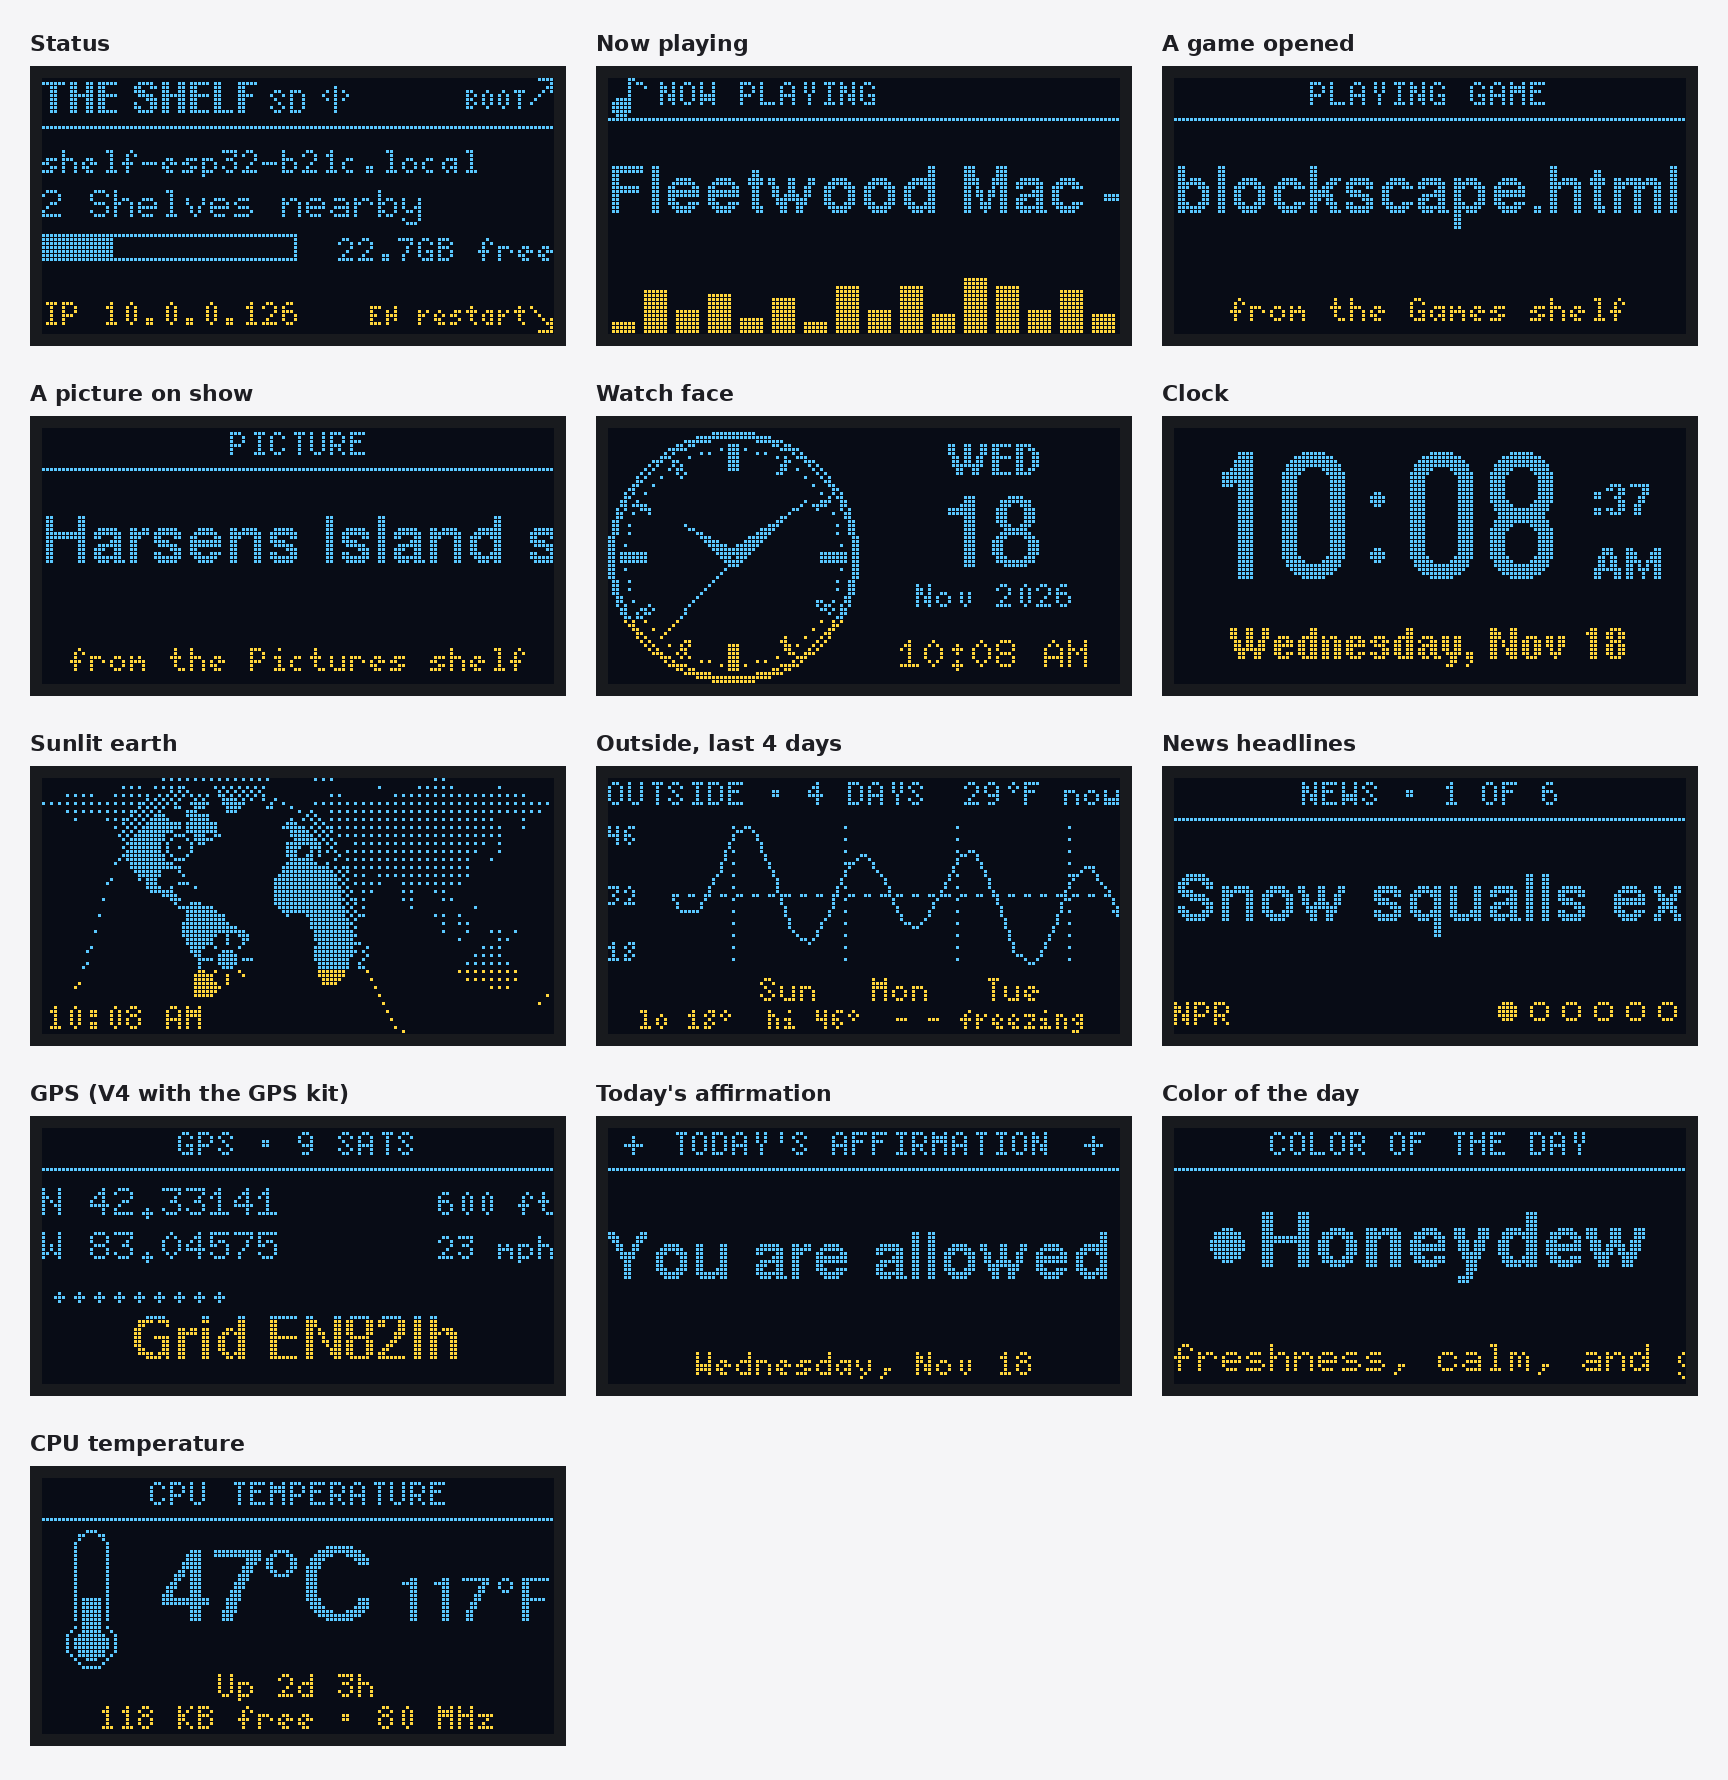 Status
THE SHELF SD BOOT
shelf-esp32-b21c.local
2 Shelves nearby
22.7GB free
IP 10.0.0.126 EW restart
Now playing
NOW PLAYING
Fleetwood Mac -
A game opened
PLAYING GAME
blockscape.html
from the Games shelf
A picture on show
PICTURE
Harsens Island s
from the Pictures shelf
Watch face
WED
18
Nov 2026
10:08 AM
Clock
10:08 :37
AM
Wednesday, Nov 18
Sunlit earth
10:08 AM
Outside, last 4 days
OUTSIDE · 4 DAYS 29°F now
46
32
18
Sun Mon Tue
lo 18° hi 46° - - freezing
News headlines
NEWS · 1 OF 6
Snow squalls ex
NPR
GPS (V4 with the GPS kit)
GPS · 9 SATS
N 42.33141 600 ft
W 83.04575 23 mph
Grid EN82lh
Today's affirmation
+ TODAY'S AFFIRMATION +
You are allowed
Wednesday, Nov 18
Color of the day
COLOR OF THE DAY
Honeydew
freshness, calm, and
CPU temperature
CPU TEMPERATURE
47°C 117°F
Up 2d 3h
118 KB free · 80 MHz